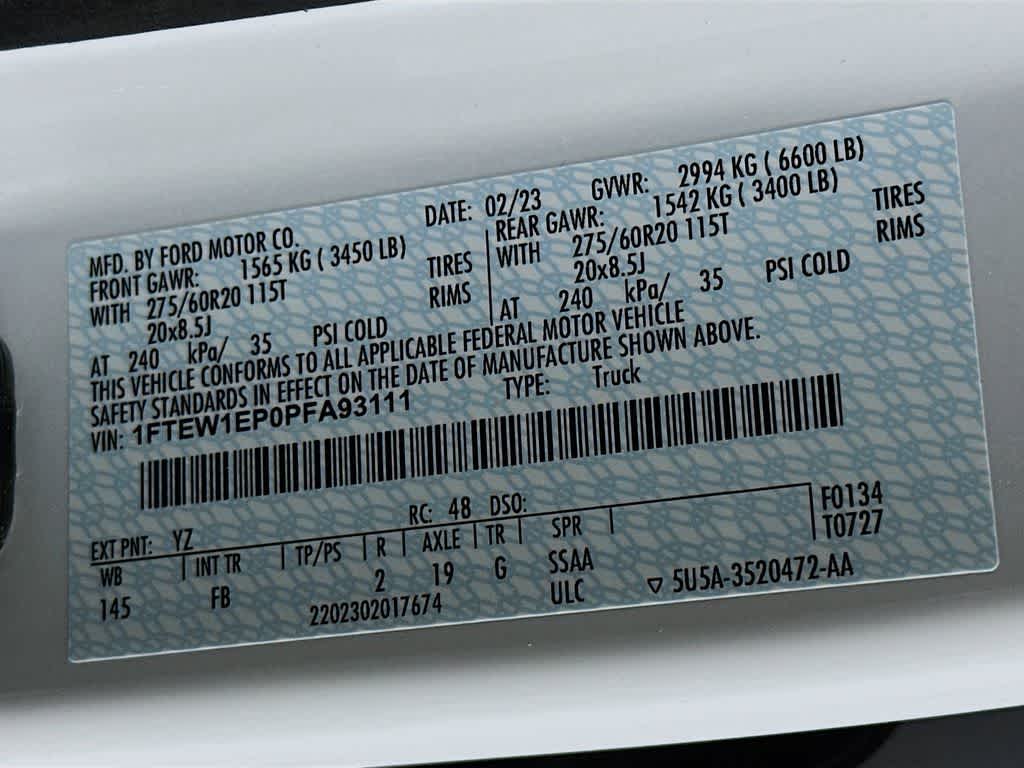 MFD. BY FORD MOTOR CO. DATE: 02/23 GVWR: 2994 KG ( 6600 LB)
FRONT GAWR: 1565 KG ( 3450 LB) REAR GAWR: 1542 KG ( 3400 LB)
WITH 275/60R20 115T TIRES WITH 275/60R20 115T TIRES
20x8.5J RIMS 20x8.5J RIMS
AT 240 kPa/ 35 PSI COLD AT 240 kPa/ 35 PSI COLD
THIS VEHICLE CONFORMS TO ALL APPLICABLE FEDERAL MOTOR VEHICLE
SAFETY STANDARDS IN EFFECT ON THE DATE OF MANUFACTURE SHOWN ABOVE.
VIN: 1FTEW1EP0PFA93111 TYPE: Truck
EXT PNT: YZ RC: 48 DSO: F0134
WB INT TR TP/PS R AXLE TR SPR T0727
145 FB 2 19 G SSAA
2202302017674 ULC ▽ 5U5A-3520472-AA